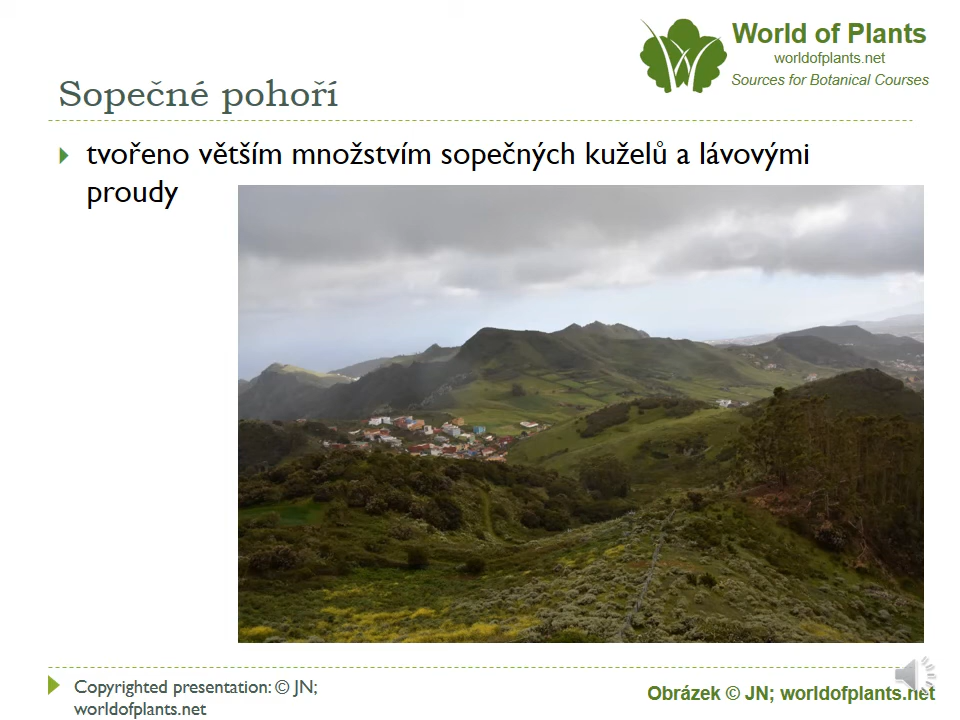 World of Plants
worldofplants.net
Sources for Botanical Courses
Sopečné pohoří
tvořeno větším množstvím sopečných kuželů a lávovými
proudy
Copyrighted presentation: © JN;
worldofplants.net
Obrázek © JN; worldofplants.net